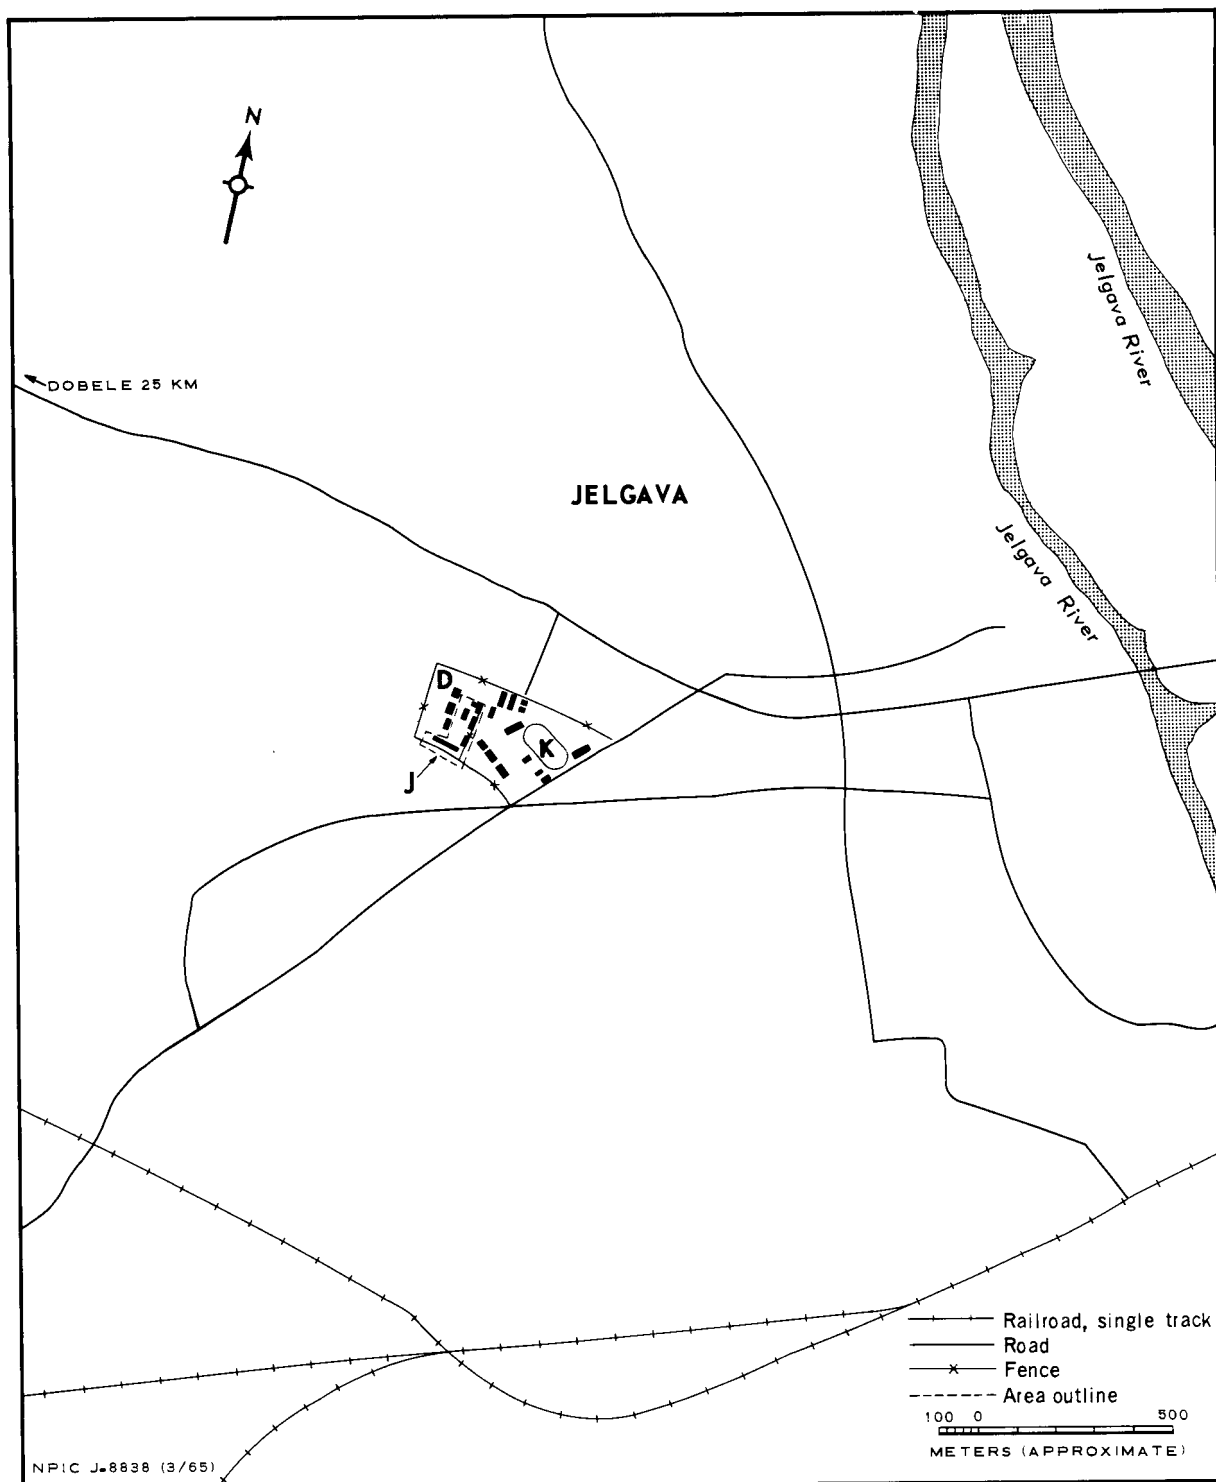 N
Jelgava River
DOBELE 25 KM
JELGAVA
Jelgava River
D
K
J
Railroad, single track
Road
Fence
Area outline
100 0 500
METERS (APPROXIMATE)
NPIC J-8838 (3/65)